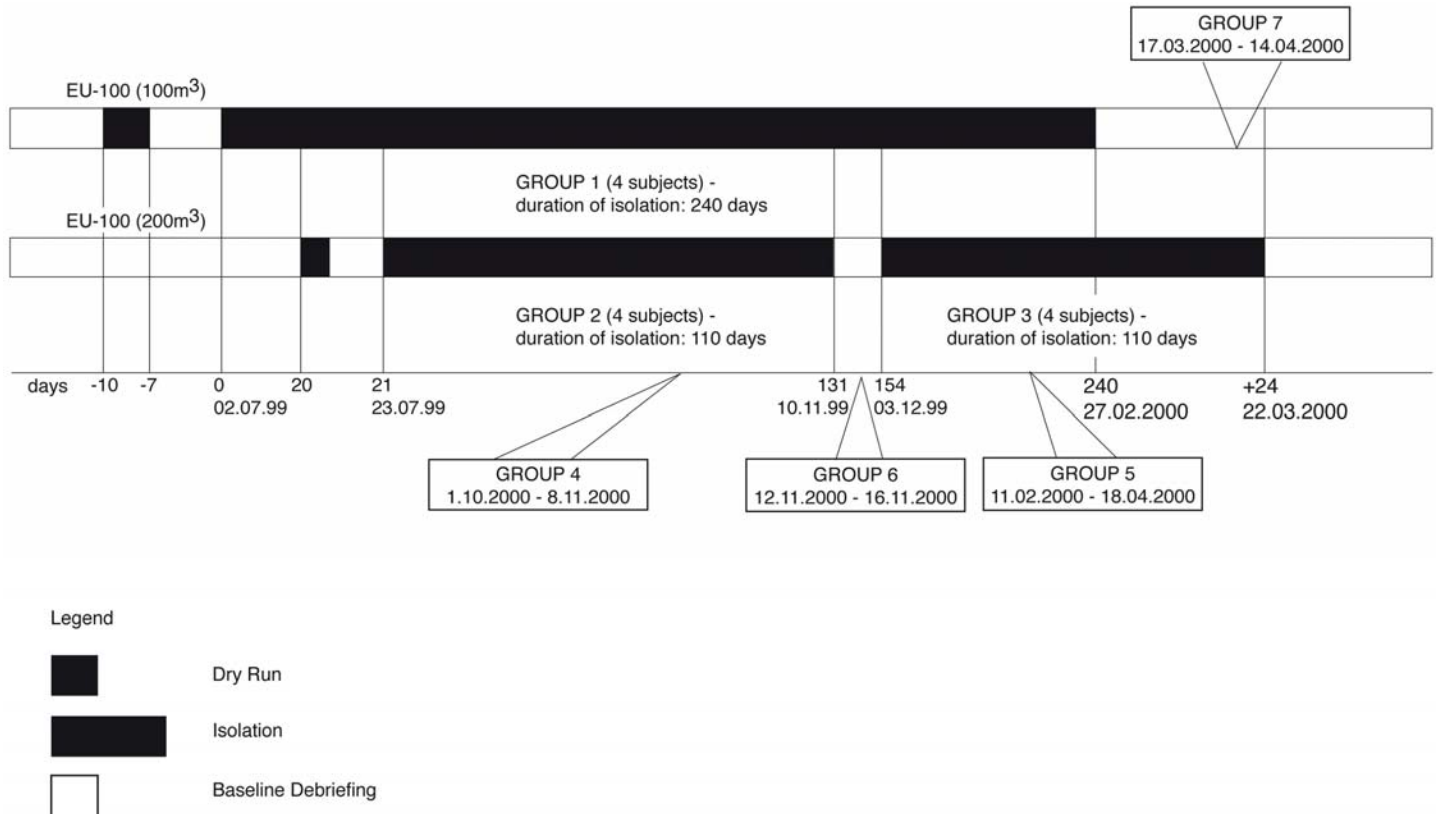 GROUP 7
17.03.2000 - 14.04.2000
EU-100 (100m³)
GROUP 1 (4 subjects) -
duration of isolation: 240 days
EU-100 (200m³)
GROUP 2 (4 subjects) -
duration of isolation: 110 days
GROUP 3 (4 subjects) -
duration of isolation: 110 days
days -10 -7 0 20 21 131 154 240 +24
02.07.99 23.07.99 10.11.99 03.12.99 27.02.2000 22.03.2000
GROUP 4
1.10.2000 - 8.11.2000
GROUP 6
12.11.2000 - 16.11.2000
GROUP 5
11.02.2000 - 18.04.2000
Legend
Dry Run
Isolation
Baseline Debriefing